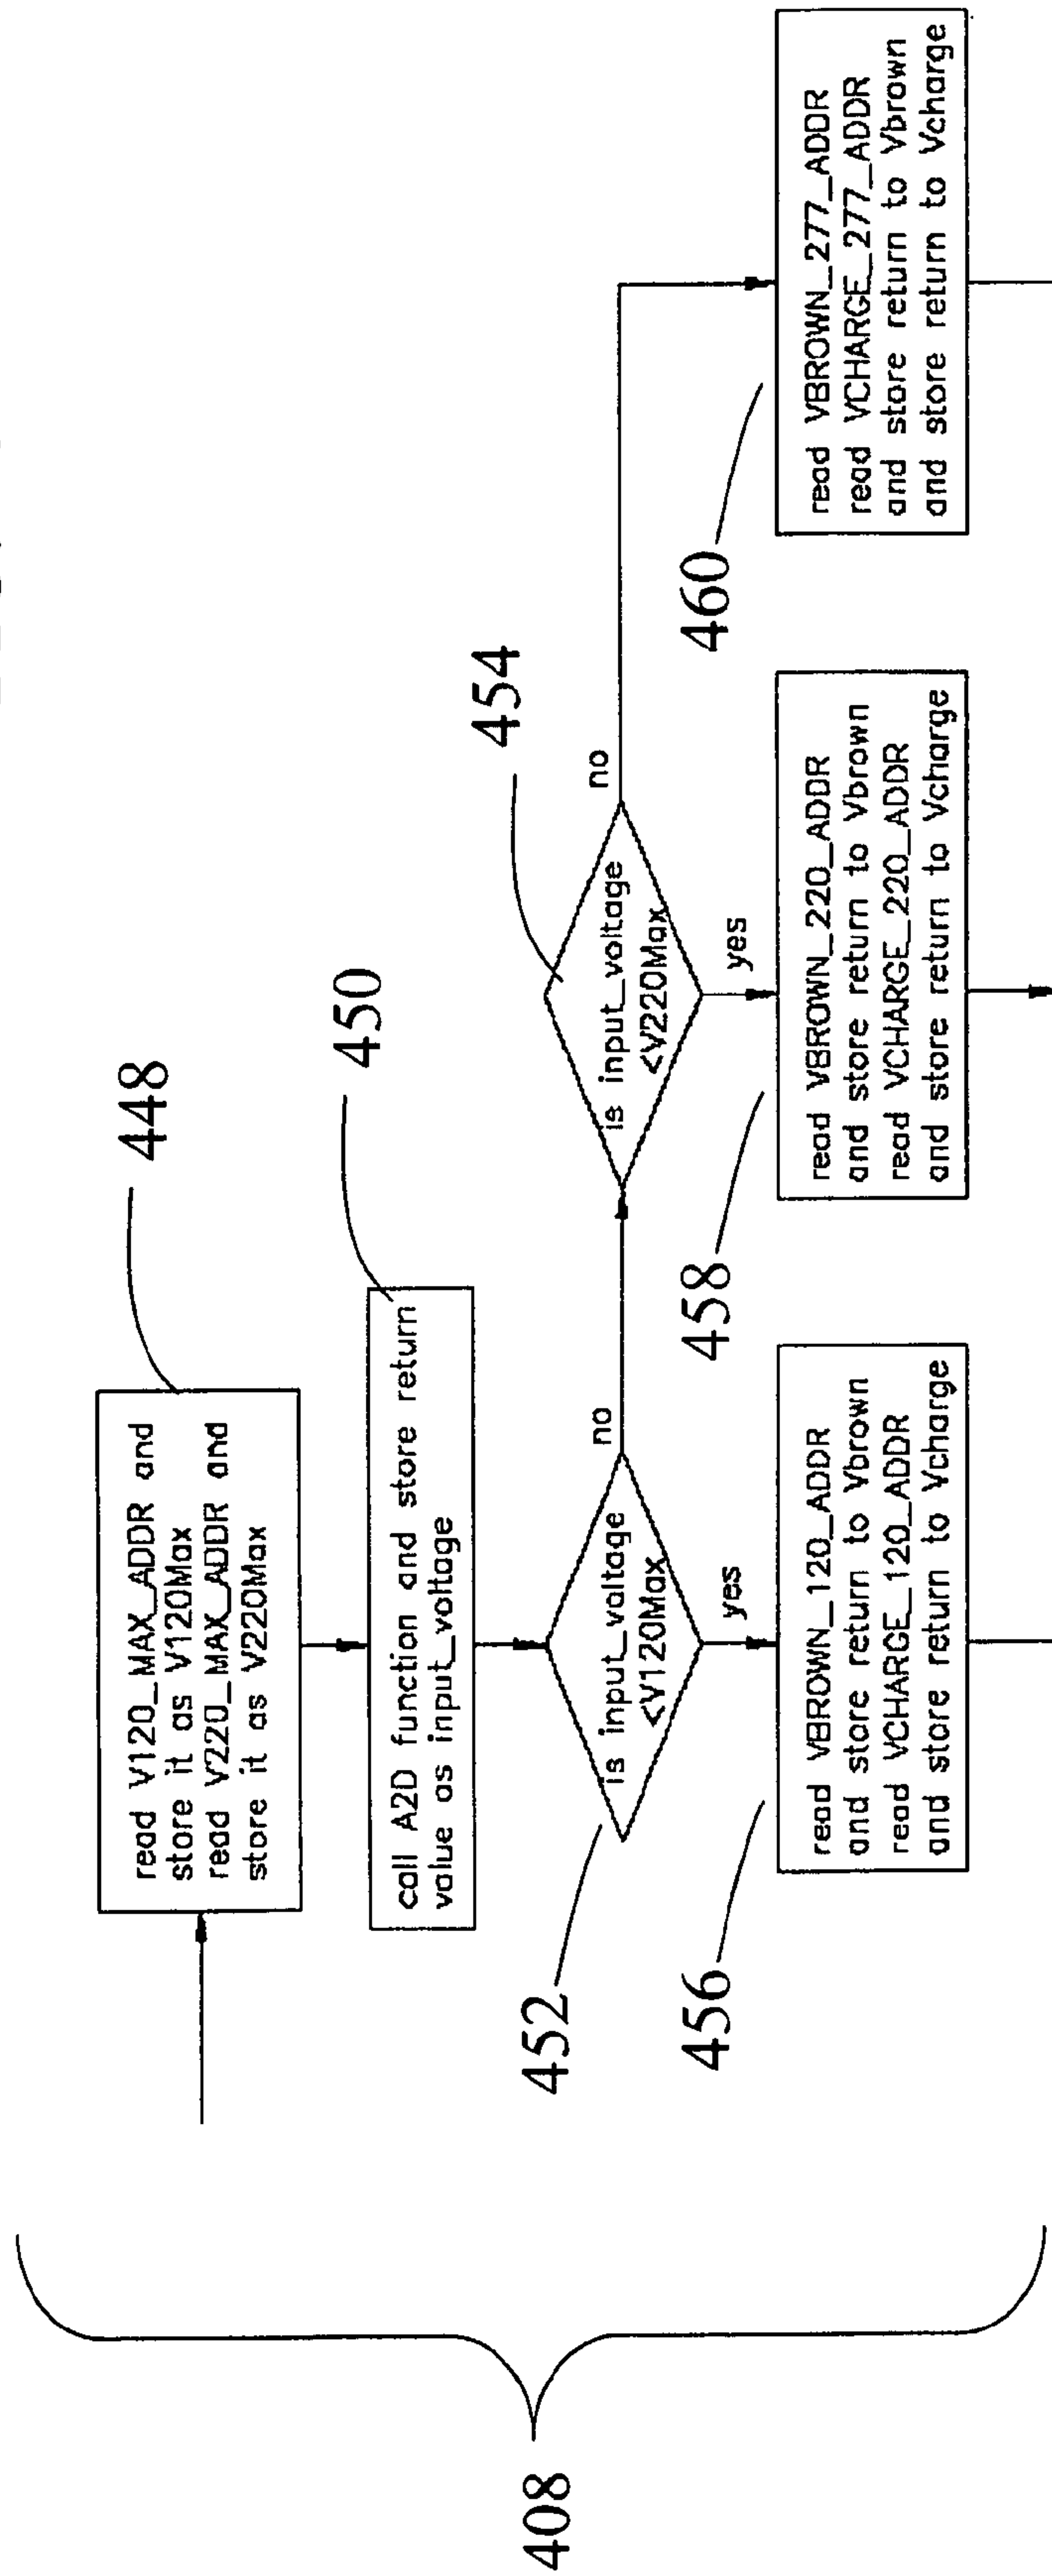 448
read V120_MAX_ADDR and
store it as V120Max
read V220_MAX_ADDR and
store it as V220Max
450
call A2D function and store return
value as input_voltage
452
is input_voltage
<V120Max
no
yes
454
is input_voltage
<V220Max
no
yes
456
read VBROWN_120_ADDR
and store return to Vbrown
read VCHARGE_120_ADDR
and store return to Vcharge
458
read VBROWN_220_ADDR
and store return to Vbrown
read VCHARGE_220_ADDR
and store return to Vcharge
460
read VBROWN_277_ADDR
read VCHARGE_277_ADDR
and store return to Vbrown
and store return to Vcharge
408